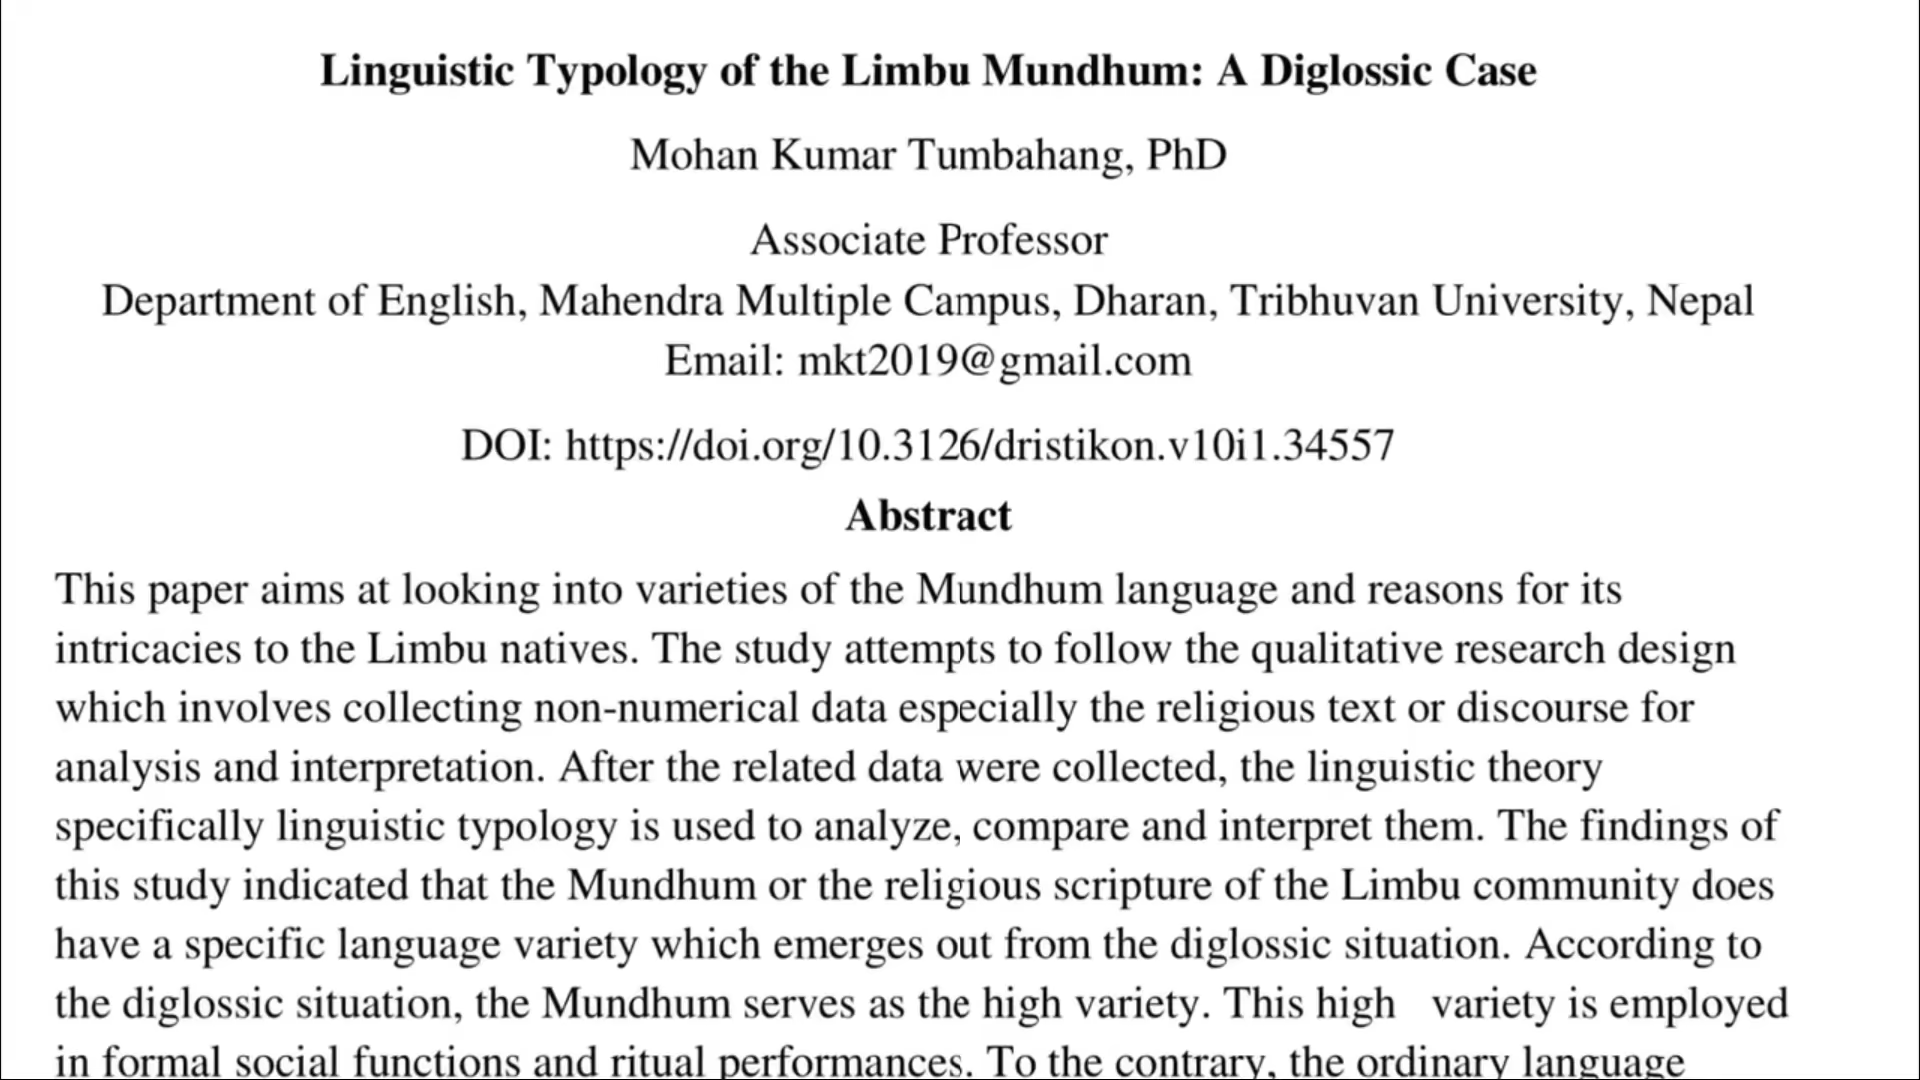 Linguistic Typology of the Limbu Mundhum: A Diglossic Case
Mohan Kumar Tumbahang, PhD
Associate Professor
Department of English, Mahendra Multiple Campus, Dharan, Tribhuvan University, Nepal
Email: mkt2019@gmail.com
DOI: https://doi.org/10.3126/dristikon.v10i1.34557
Abstract
This paper aims at looking into varieties of the Mundhum language and reasons for its
intricacies to the Limbu natives. The study attempts to follow the qualitative research design
which involves collecting non-numerical data especially the religious text or discourse for
analysis and interpretation. After the related data were collected, the linguistic theory
specifically linguistic typology is used to analyze, compare and interpret them. The findings of
this study indicated that the Mundhum or the religious scripture of the Limbu community does
have a specific language variety which emerges out from the diglossic situation. According to
the diglossic situation, the Mundhum serves as the high variety. This high variety is employed
in formal social functions and ritual performances. To the contrary, the ordinary language